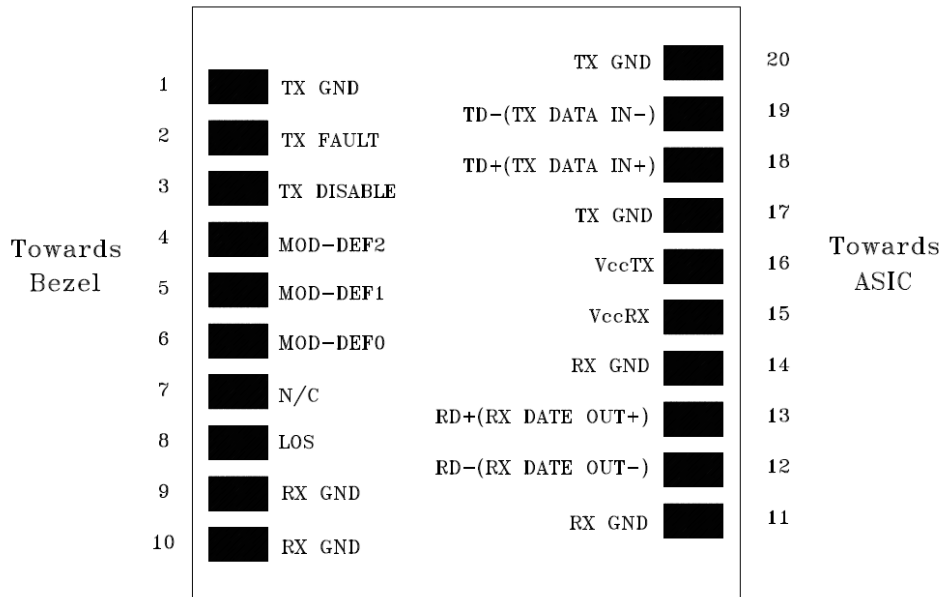 1 TX GND
2 TX FAULT
3 TX DISABLE
4 MOD-DEF2
5 MOD-DEF1
6 MOD-DEF0
7 N/C
8 LOS
9 RX GND
10 RX GND
Towards
Bezel
TX GND 20
TD-(TX DATA IN-) 19
TD+(TX DATA IN+) 18
TX GND 17
VccTX 16
VccRX 15
RX GND 14
RD+(RX DATE OUT+) 13
RD-(RX DATE OUT-) 12
RX GND 11
Towards
ASIC